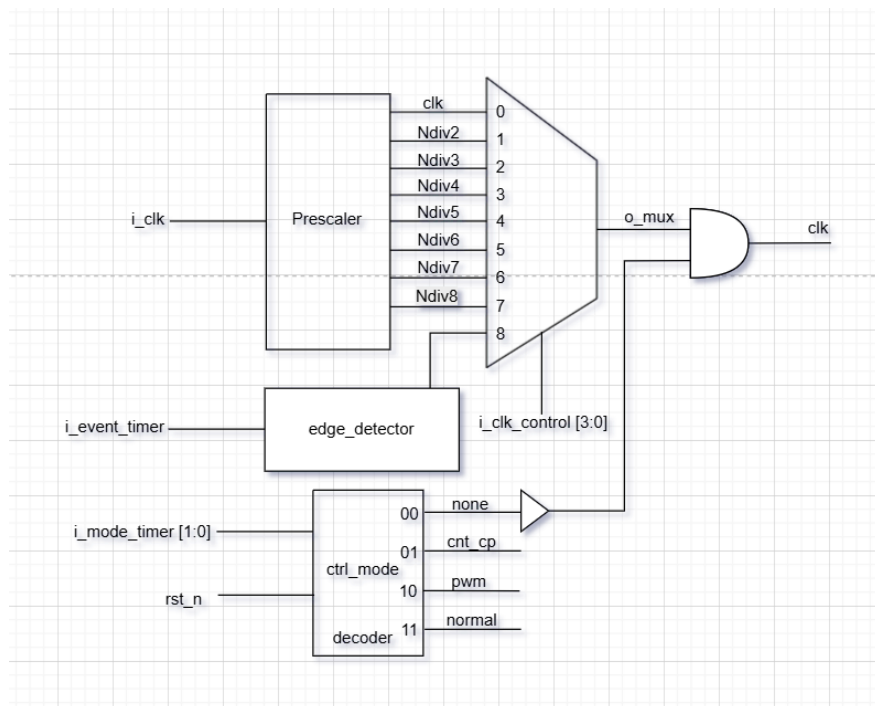 clk
0
Ndiv2
1
Ndiv3
2
Ndiv4
3
i_clk
Prescaler
Ndiv5
4
o_mux
clk
Ndiv6
5
Ndiv7
6
Ndiv8
7
8
i_event_timer
edge_detector
i_clk_control [3:0]
i_mode_timer [1:0]
00
none
01
cnt_cp
ctrl_mode
10
pwm
rst_n
11
normal
decoder